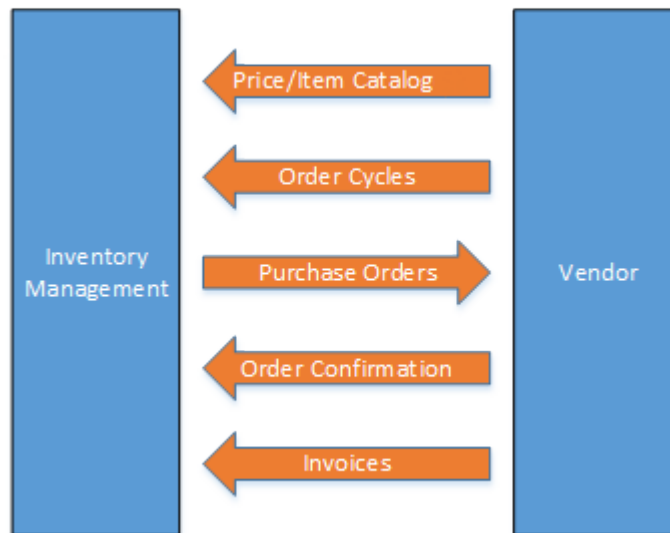 Price/Item Catalog
Order Cycles
Inventory
Management
Purchase Orders
Vendor
Order Confirmation
Invoices